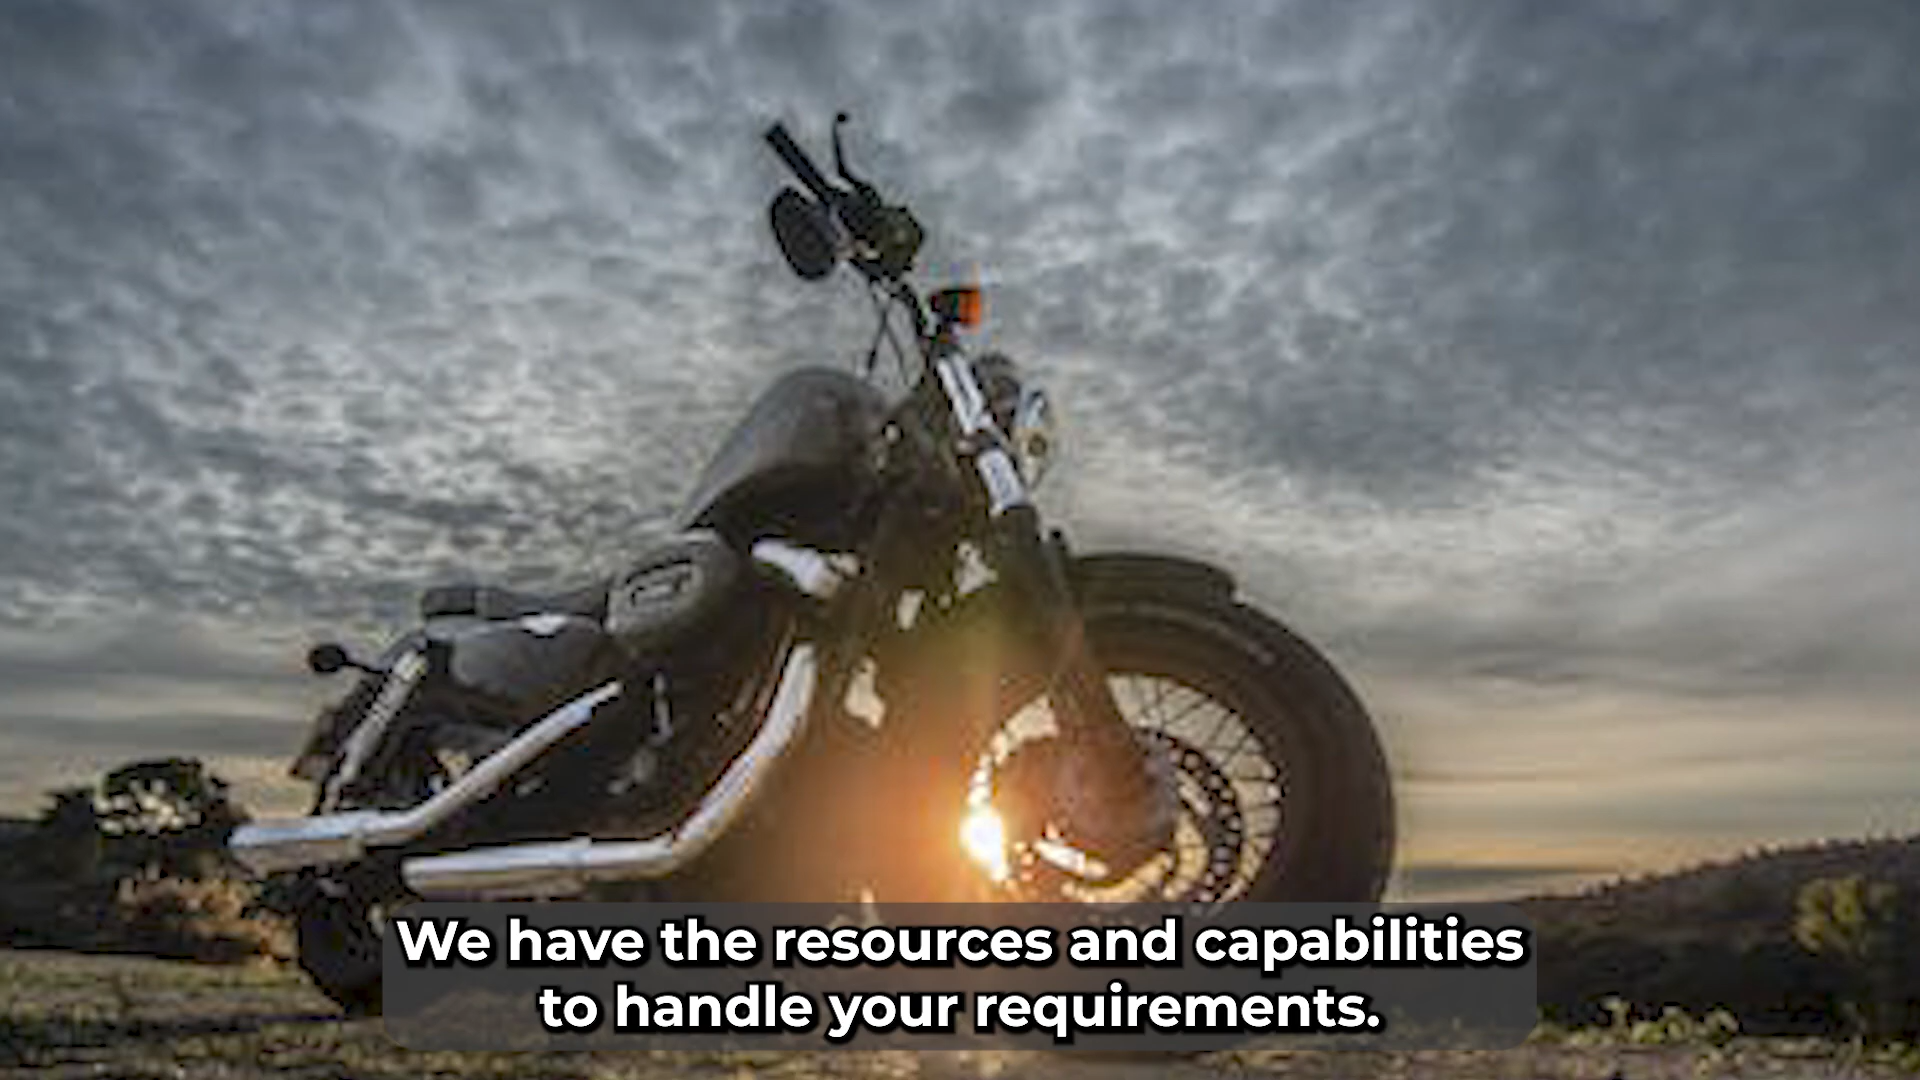 We have the resources and capabilities
to handle your requirements.